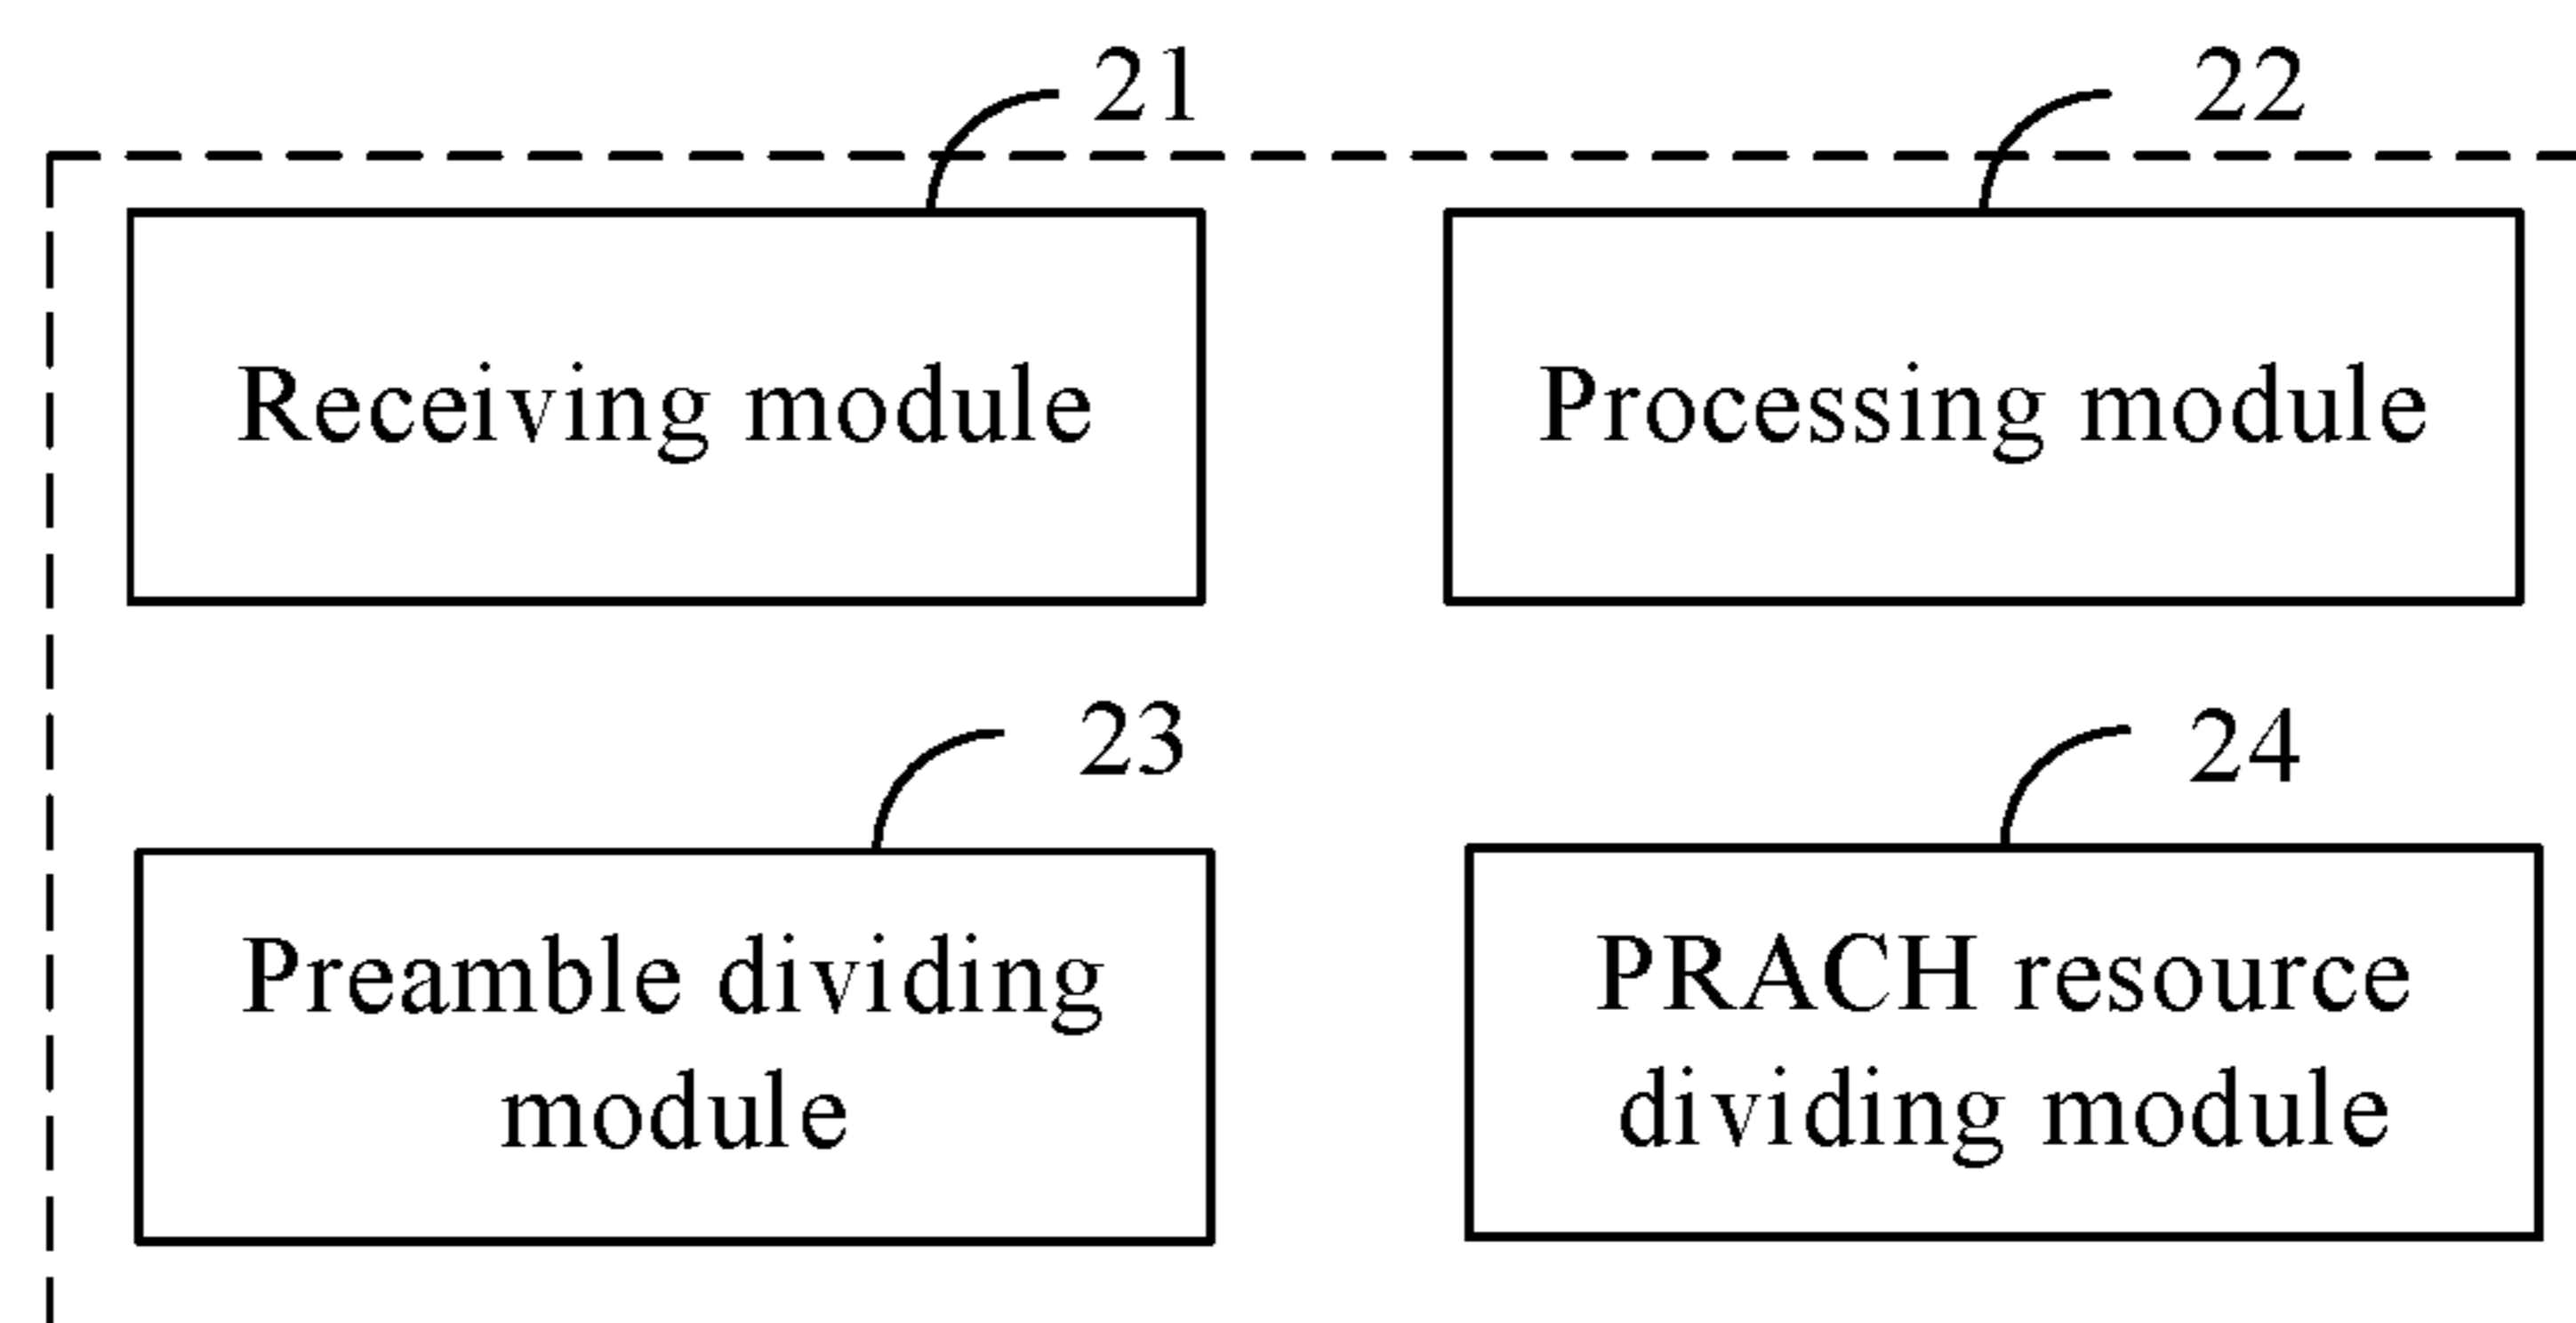 21
22
Receiving module
Processing module
23
24
Preamble dividing
module
PRACH resource
dividing module